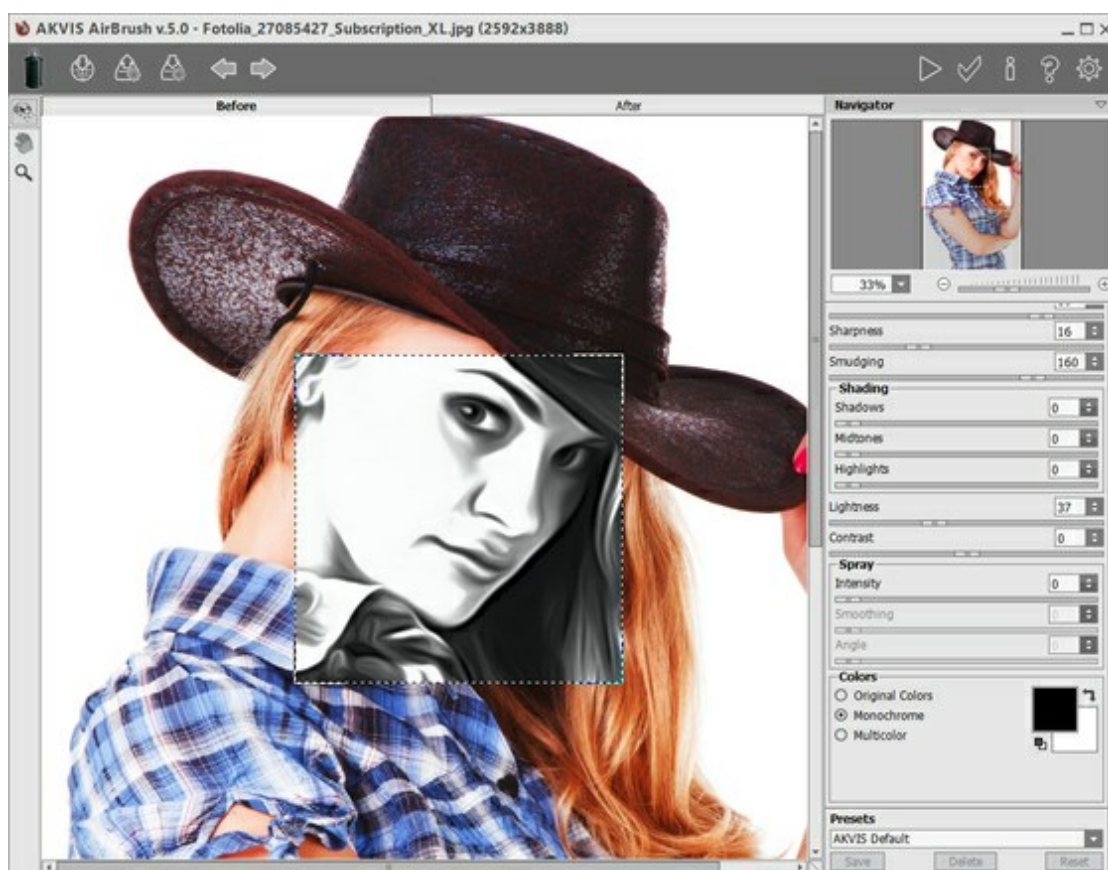 AKVIS AirBrush v.5.0 - Fotolia_27085427_Subscription_XL.jpg (2592x3888)
Before
After
Navigator
33%
Sharpness 16
Smudging 160
Shading
Shadows 0
Midtones 0
Highlights 0
Lightness 37
Contrast 0
Spray
Intensity 0
Smoothing 0
Angle 0
Colors
Original Colors
Monochrome
Multicolor
Presets
AKVIS Default
Save Delete Reset